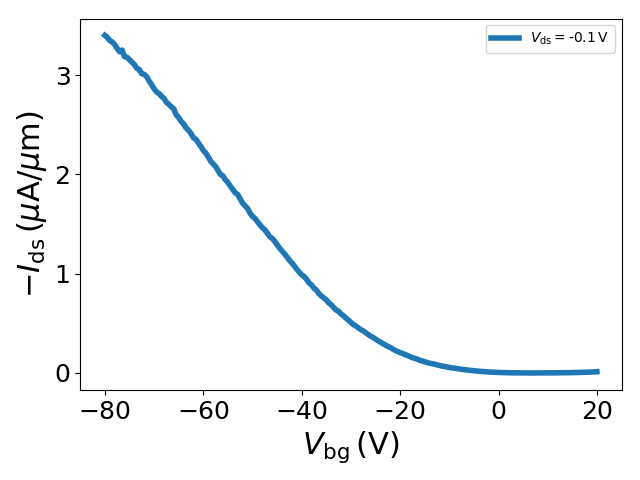 V_ds = -0.1 V
3
2
1
0
−I_ds (μA/μm)
−80 −60 −40 −20 0 20
V_bg (V)